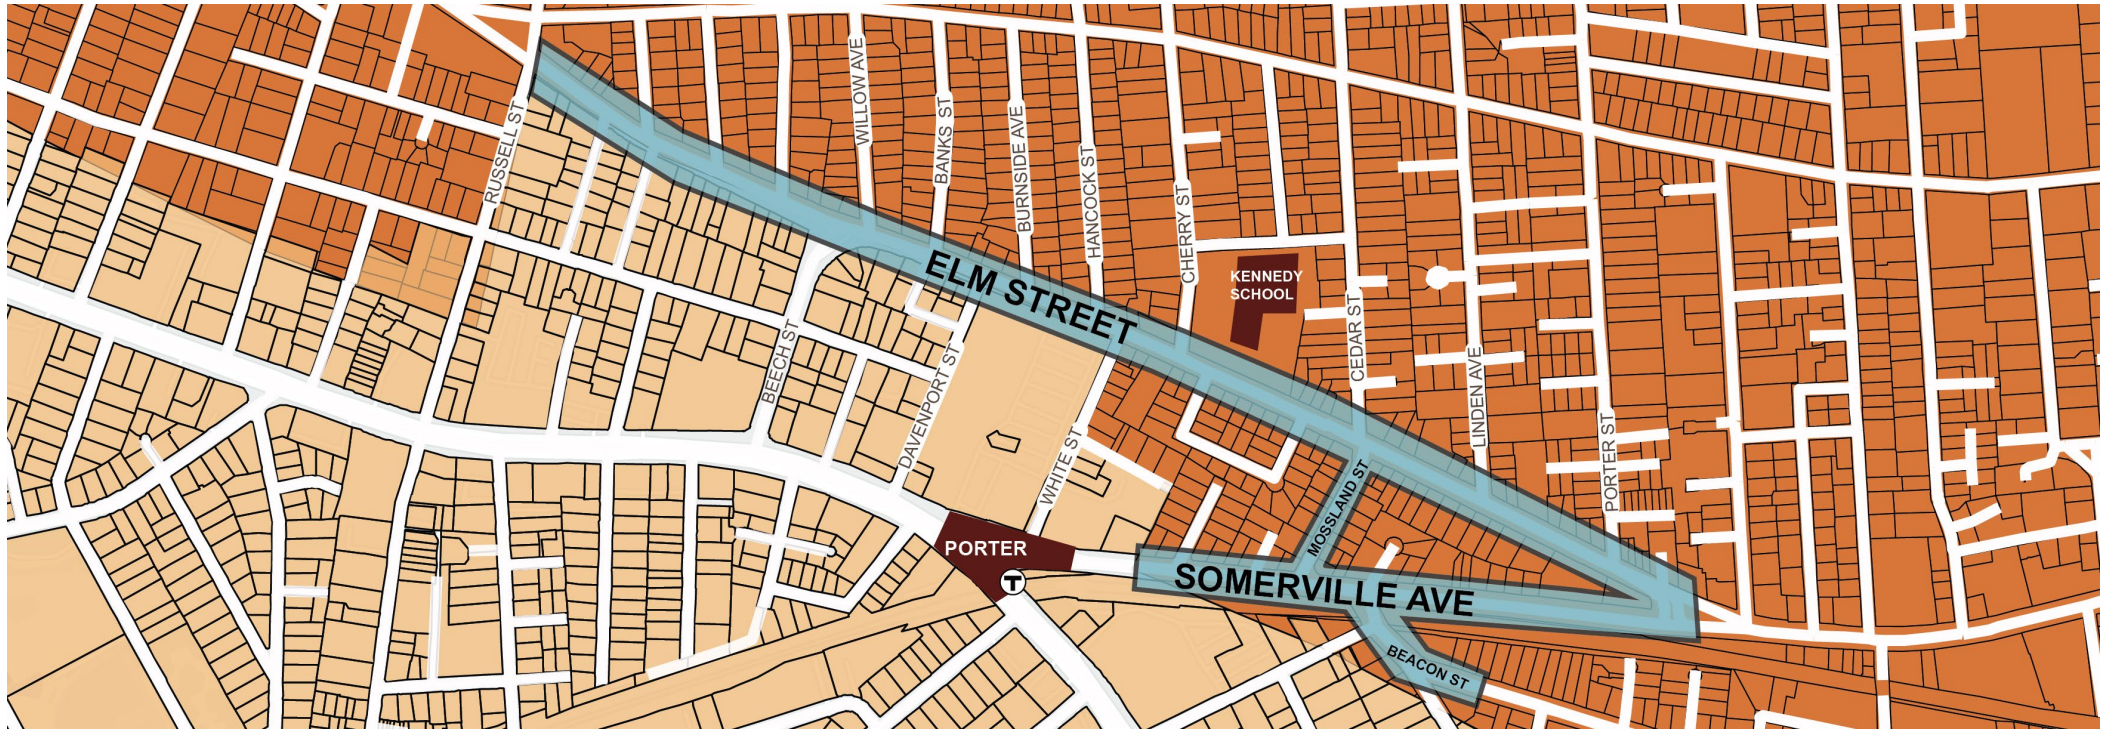 WILLOW AVE
BANKS ST
BURNSIDE AVE
HANCOCK ST
RUSSELL ST
CHERRY ST
ELM STREET
KENNEDY
SCHOOL
CEDAR ST
BEECH ST
DAVENPORT ST
LINDEN AVE
WHITE ST
PORTER ST
MOSSLAND ST
PORTER
T
SOMERVILLE AVE
BEACON ST